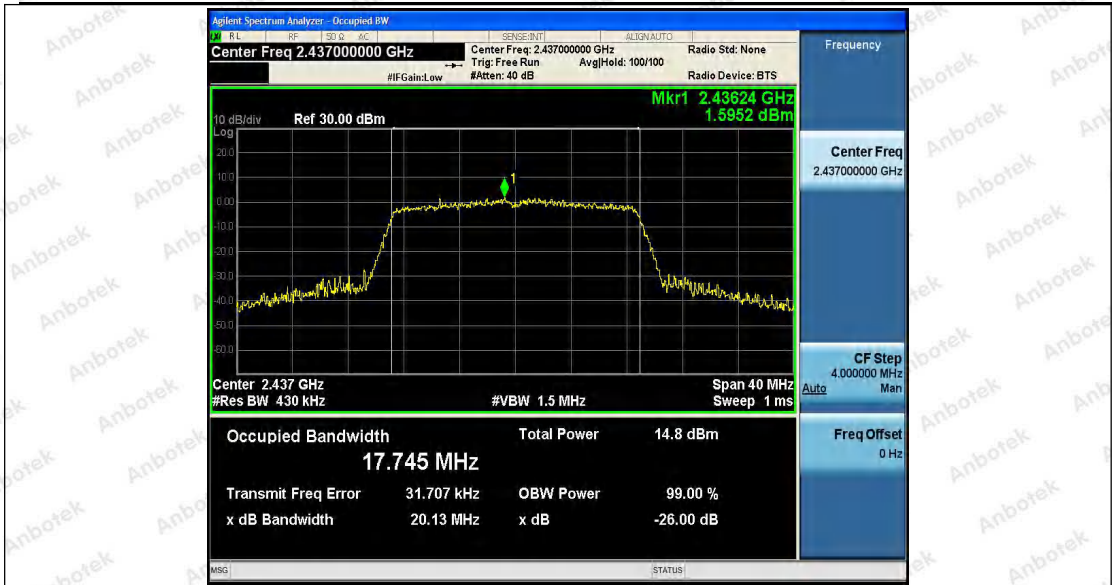 Agilent Spectrum Analyzer - Occupied BW
LXI RL RF 50 Ω AC SENSE:INT ALIGN AUTO
Center Freq 2.437000000 GHz
Center Freq: 2.437000000 GHz Radio Std: None
Trig: Free Run Avg|Hold: 100/100
#IFGain:Low #Atten: 40 dB Radio Device: BTS
Mkr1 2.43624 GHz
1.5952 dBm
10 dB/div Ref 30.00 dBm
Log
20.0
10.0
0.00
-10.0
-20.0
-30.0
-40.0
-50.0
-60.0
1
Center 2.437 GHz Span 40 MHz
#Res BW 430 kHz #VBW 1.5 MHz Sweep 1 ms
Occupied Bandwidth Total Power 14.8 dBm
17.745 MHz
Transmit Freq Error 31.707 kHz OBW Power 99.00 %
x dB Bandwidth 20.13 MHz x dB -26.00 dB
MSG STATUS
Frequency
Center Freq
2.437000000 GHz
CF Step
4.000000 MHz
Auto Man
Freq Offset
0 Hz
Anbotek